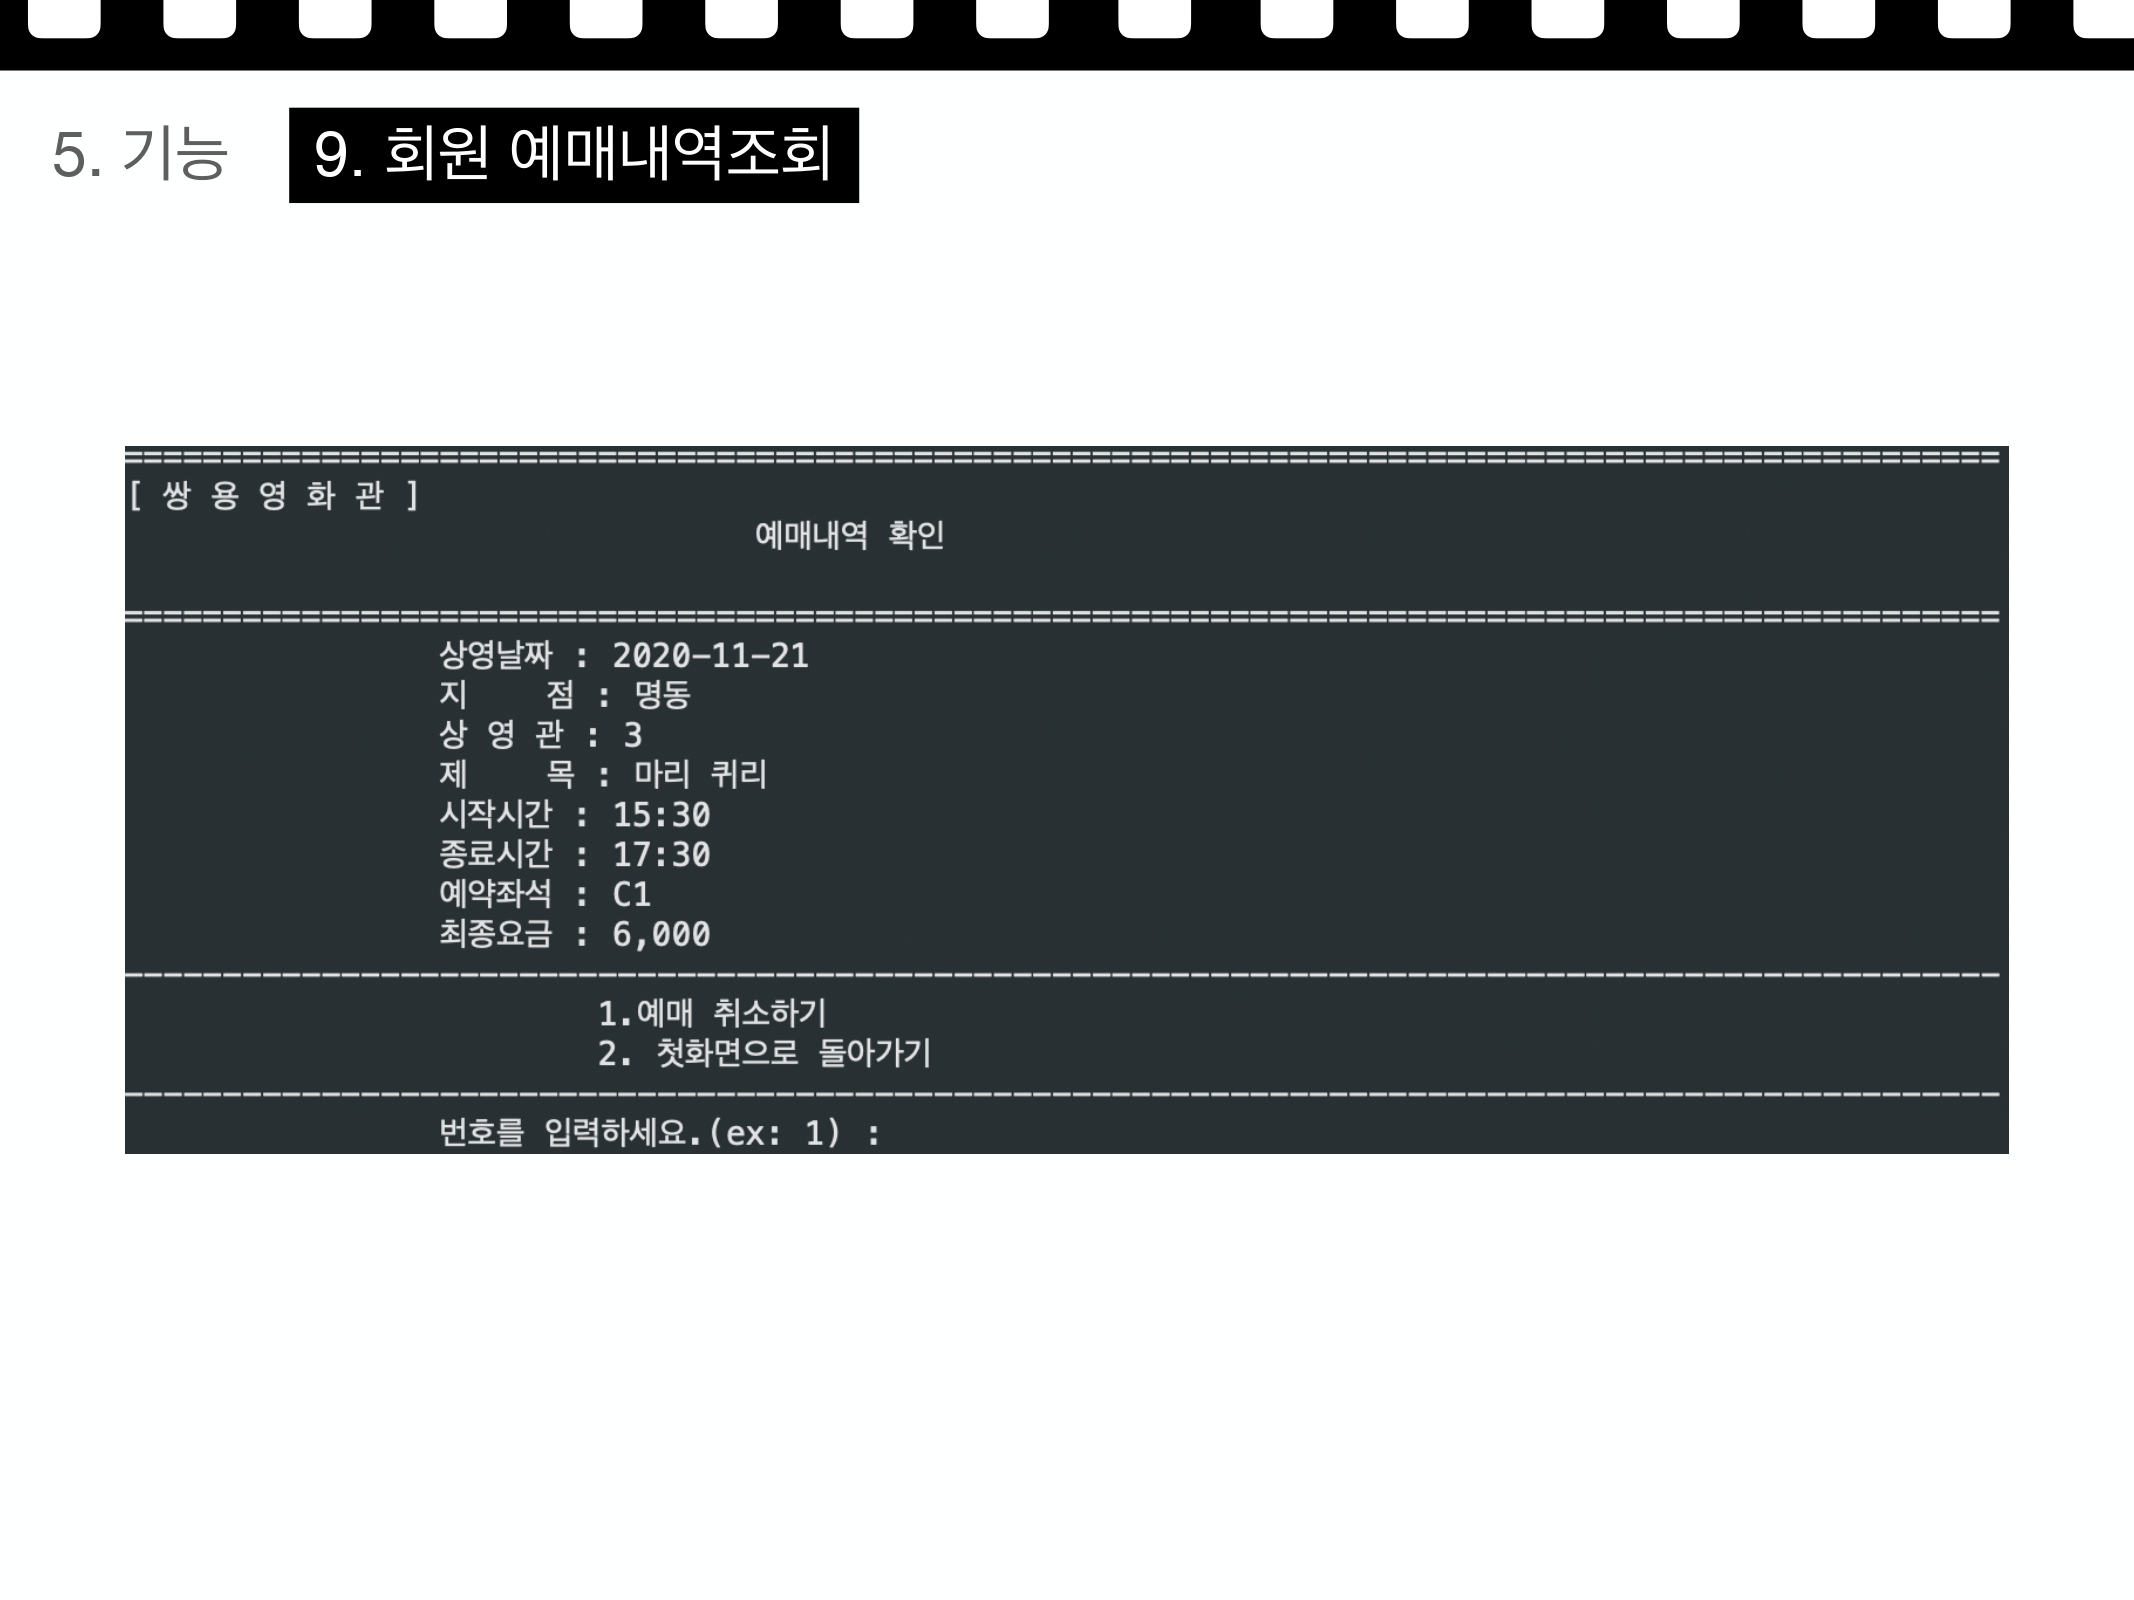 5. 기능
9. 회원 예매내역조회
===============================================================================================
[ 쌍 용 영 화 관 ]
예매내역 확인
===============================================================================================
상영날짜 : 2020-11-21
지    점 : 명동
상 영 관 : 3
제    목 : 마리 퀴리
시작시간 : 15:30
종료시간 : 17:30
예약좌석 : C1
최종요금 : 6,000
-----------------------------------------------------------------------------------------------
1.예매 취소하기
2. 첫화면으로 돌아가기
-----------------------------------------------------------------------------------------------
번호를 입력하세요.(ex: 1) :